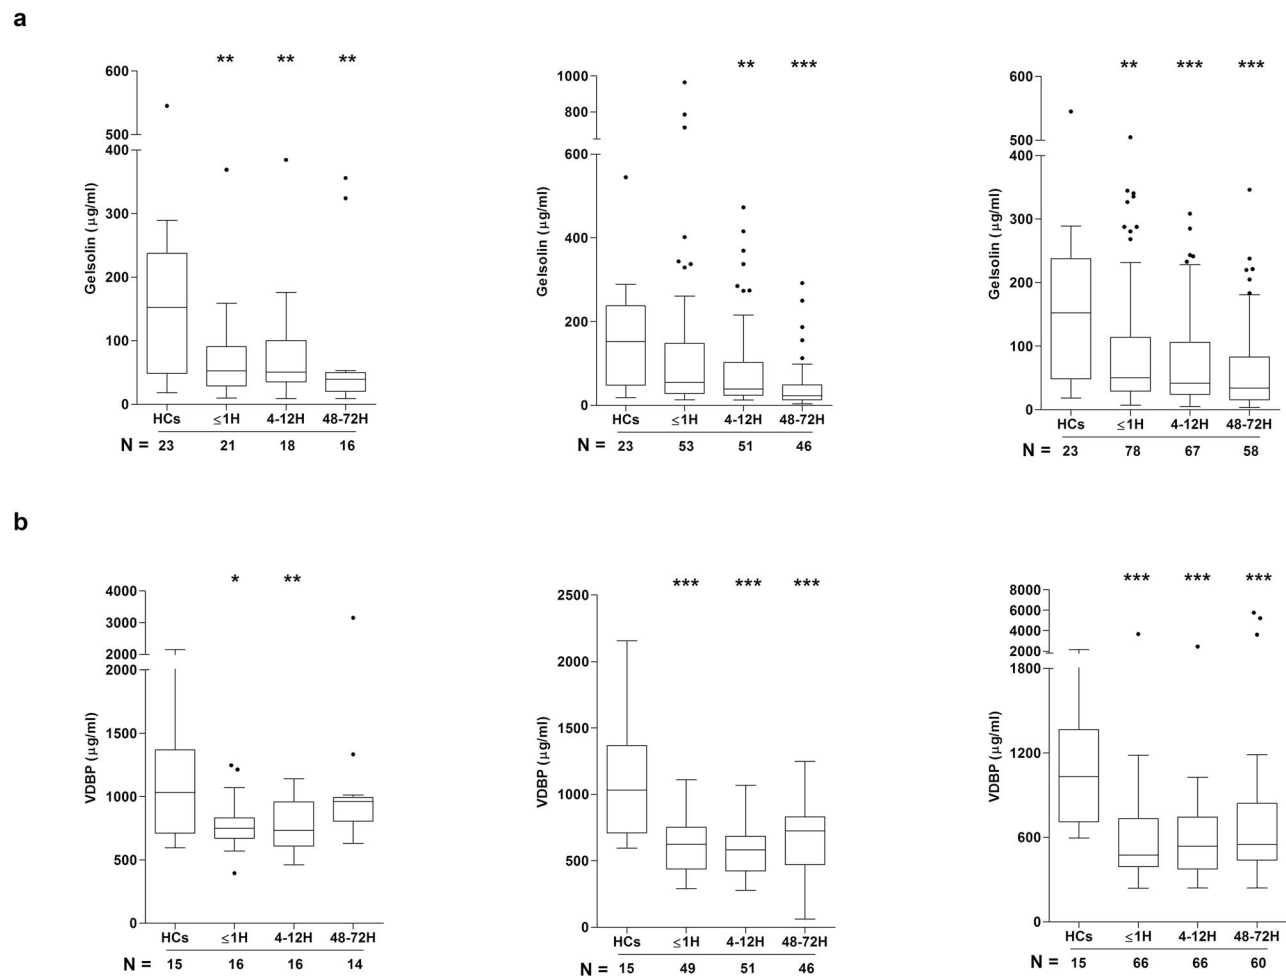 a
** ** **
600
500
400
300
200
100
0
Gelsolin (µg/ml)
HCs ≤1H 4-12H 48-72H
N = 23 21 18 16
** ***
1000
800
600
400
200
0
Gelsolin (µg/ml)
HCs ≤1H 4-12H 48-72H
N = 23 53 51 46
** *** ***
600
500
400
300
200
100
0
Gelsolin (µg/ml)
HCs ≤1H 4-12H 48-72H
N = 23 78 67 58
b
* **
4000
3000
2000
2000
1500
1000
500
0
VDBP (µg/ml)
HCs ≤1H 4-12H 48-72H
N = 15 16 16 14
*** *** ***
2500
2000
1500
1000
500
0
VDBP (µg/ml)
HCs ≤1H 4-12H 48-72H
N = 15 49 51 46
*** *** ***
8000
6000
4000
2000
1800
1200
600
0
VDBP (µg/ml)
HCs ≤1H 4-12H 48-72H
N = 15 66 66 60